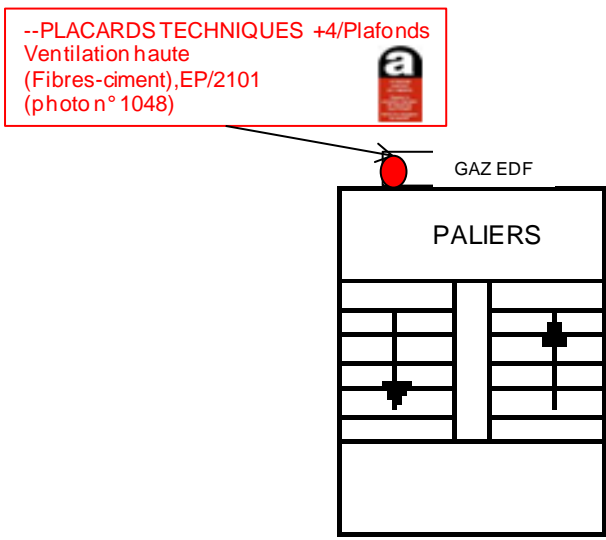 --PLACARDS TECHNIQUES +4/Plafonds
Ventilation haute
(Fibres-ciment),EP/2101
(photo n° 1048)
a
GAZ EDF
PALIERS